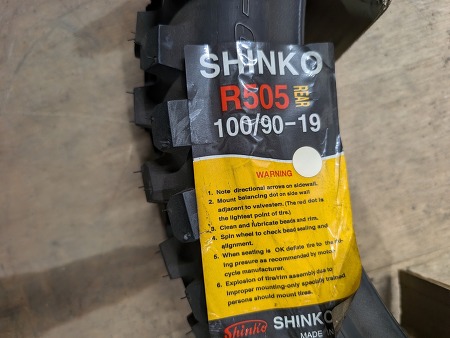 SHINKO
R505 REAR
100/90-19
WARNING
1. Note directional arrows on sidewall.
2. Mount balancing dot on side wall
adjacent to valvestem. (The red dot is
the lightest point of tire.)
3. Clean and lubricate beads and rim.
4. Spin wheel to check bead seating and
alignment.
5. When seating is OK deflate tire to the
ing pressure as recommended by
cycle manufacturer.
6. Explosion of tire/rim assembly due to
improper mounting-only specially trained
persons should mount tires.
Shinko SHINKO
MADE IN